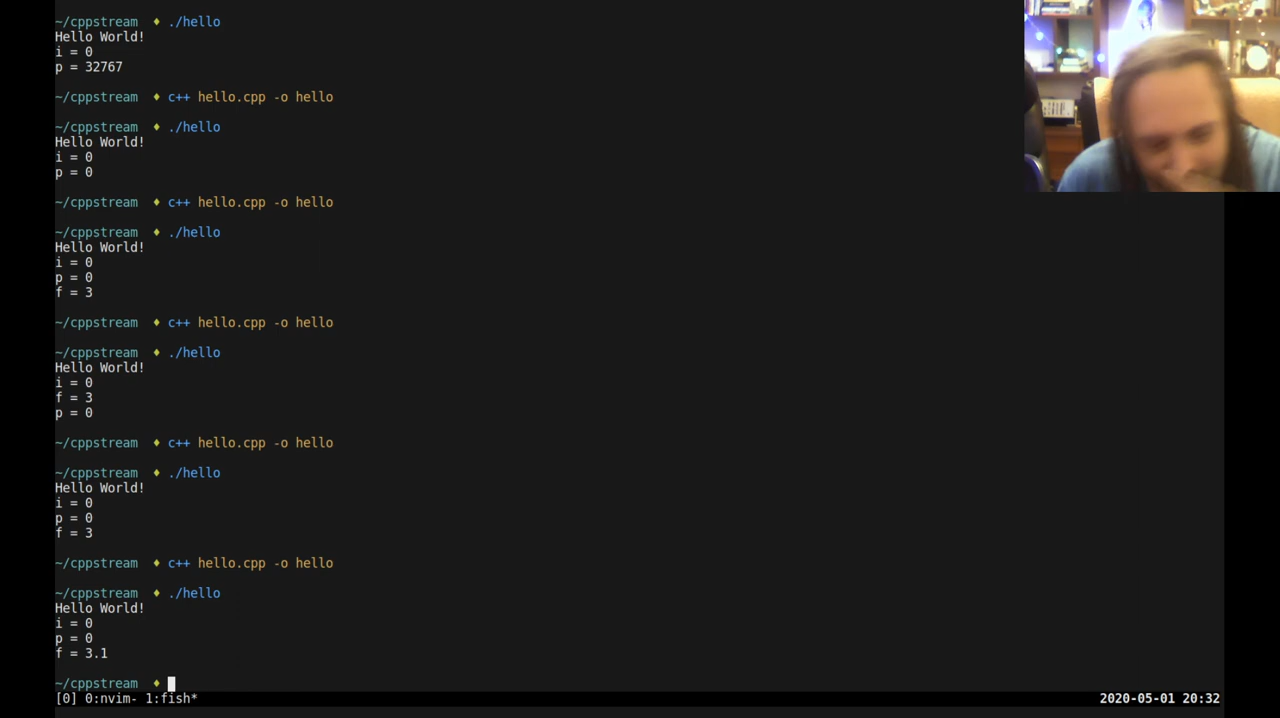 ~/cppstream ♦ ./hello
Hello World!
i = 0
p = 32767
~/cppstream ♦ c++ hello.cpp -o hello
~/cppstream ♦ ./hello
Hello World!
i = 0
p = 0
~/cppstream ♦ c++ hello.cpp -o hello
~/cppstream ♦ ./hello
Hello World!
i = 0
p = 0
f = 3
~/cppstream ♦ c++ hello.cpp -o hello
~/cppstream ♦ ./hello
Hello World!
i = 0
f = 3
p = 0
~/cppstream ♦ c++ hello.cpp -o hello
~/cppstream ♦ ./hello
Hello World!
i = 0
p = 0
f = 3
~/cppstream ♦ c++ hello.cpp -o hello
~/cppstream ♦ ./hello
Hello World!
i = 0
p = 0
f = 3.1
~/cppstream ♦
[0] 0:nvim- 1:fish* 2020-05-01 20:32